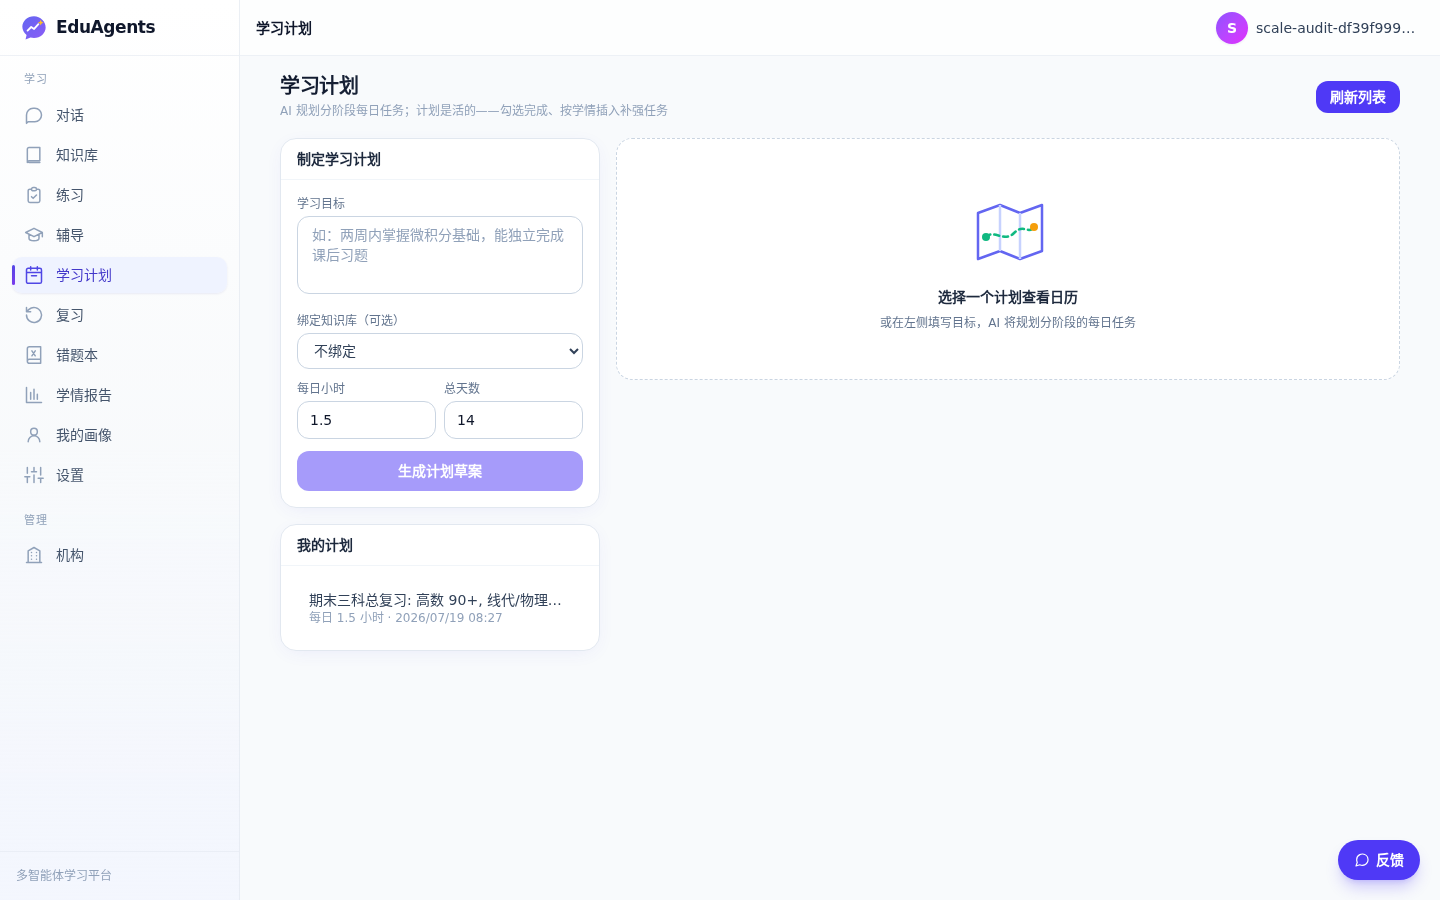 EduAgents
学习
对话
知识库
练习
辅导
学习计划
复习
错题本
学情报告
我的画像
设置
管理
机构
多智能体学习平台
学习计划
S
scale-audit-df39f999...
学习计划
AI 规划分阶段每日任务；计划是活的——勾选完成、按学情插入补强任务
刷新列表
制定学习计划
学习目标
如：两周内掌握微积分基础，能独立完成
课后习题
绑定知识库（可选）
不绑定
每日小时
总天数
1.5
14
生成计划草案
我的计划
期末三科总复习: 高数 90+, 线代/物理...
每日 1.5 小时 · 2026/07/19 08:27
选择一个计划查看日历
或在左侧填写目标，AI 将规划分阶段的每日任务
反馈